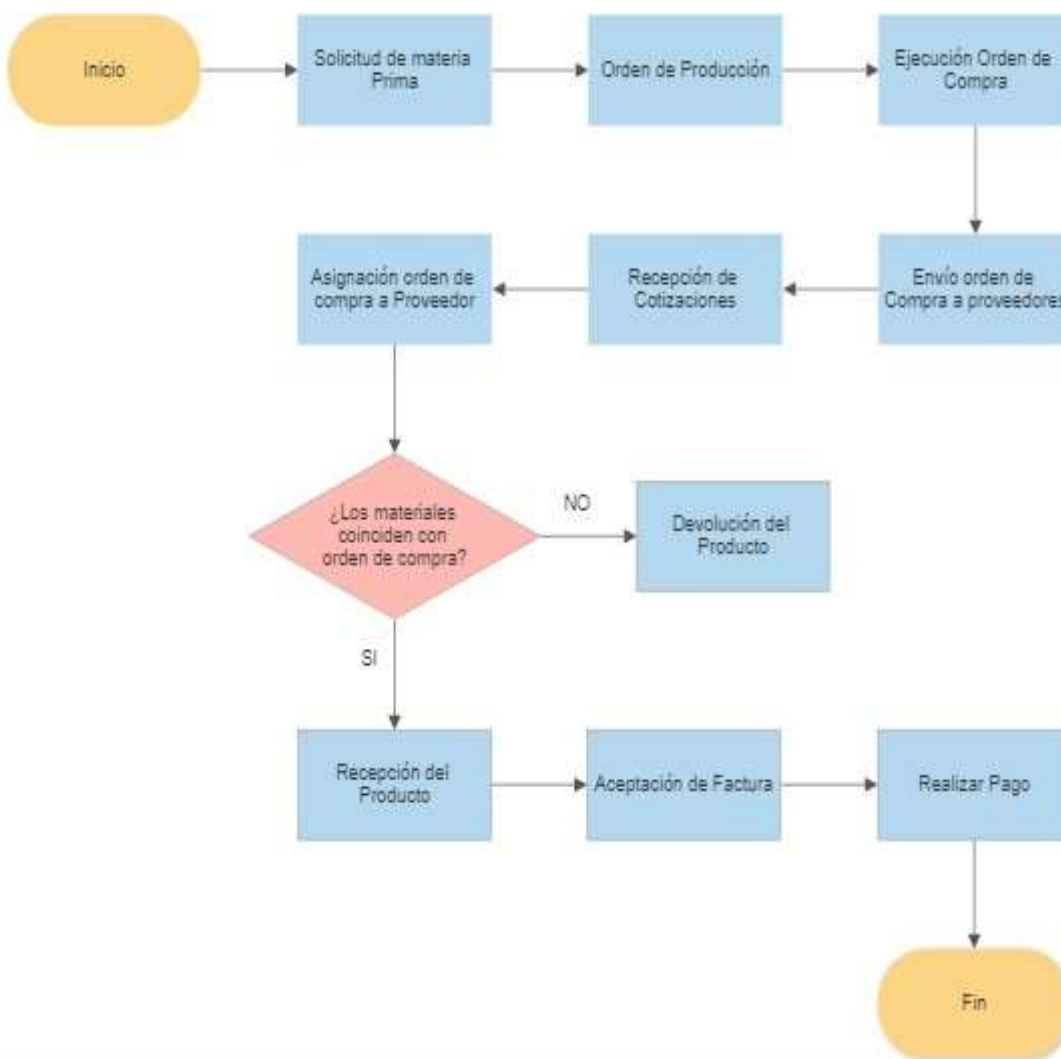 Inicio
Solicitud de materia
Prima
Orden de Producción
Ejecución Orden de
Compra
Envío orden de
Compra a proveedores
Recepción de
Cotizaciones
Asignación orden de
compra a Proveedor
¿Los materiales
coinciden con
orden de compra?
NO
Devolución del
Producto
SI
Recepción del
Producto
Aceptación de Factura
Realizar Pago
Fin